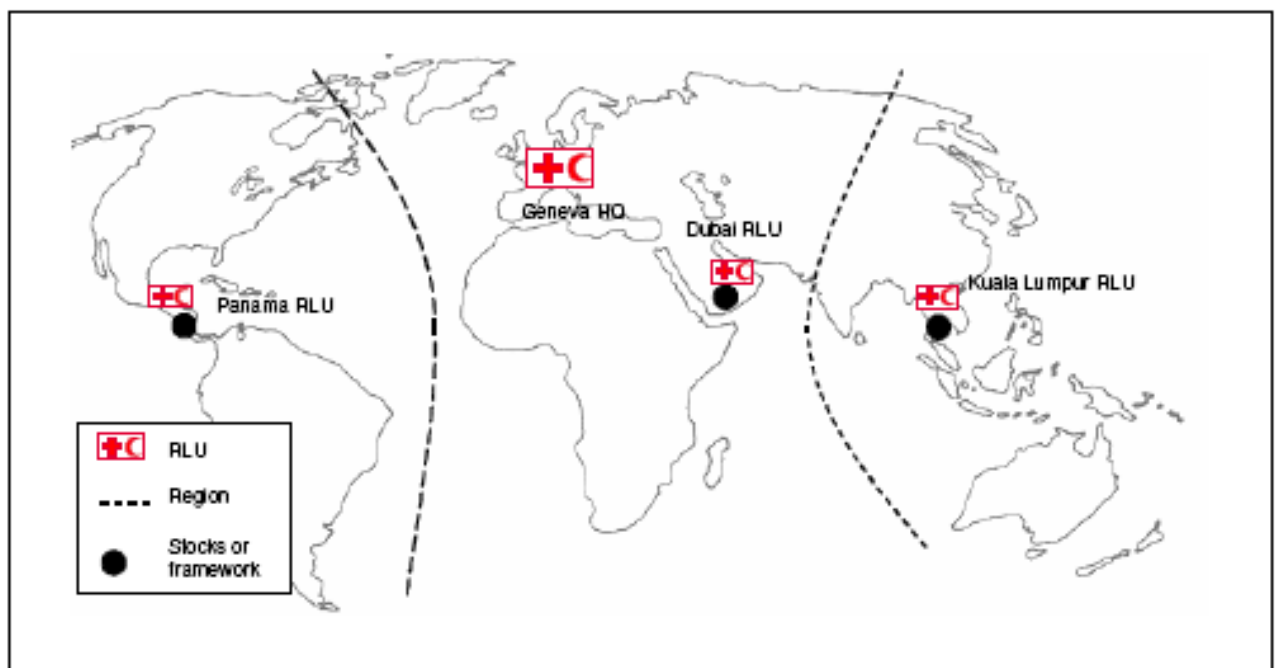 Geneva HQ
Dubai RLU
Kuala Lumpur RLU
Panama RLU
RLU
Region
Stocks or
framework